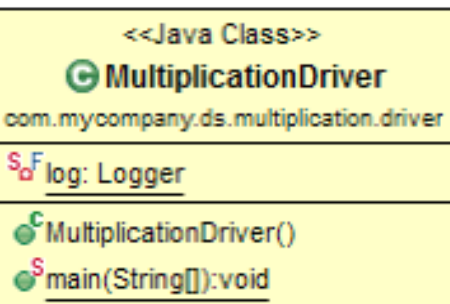 <<Java Class>>
C MultiplicationDriver
com.mycompany.ds.multiplication.driver
S F log: Logger
C MultiplicationDriver()
S main(String[]):void